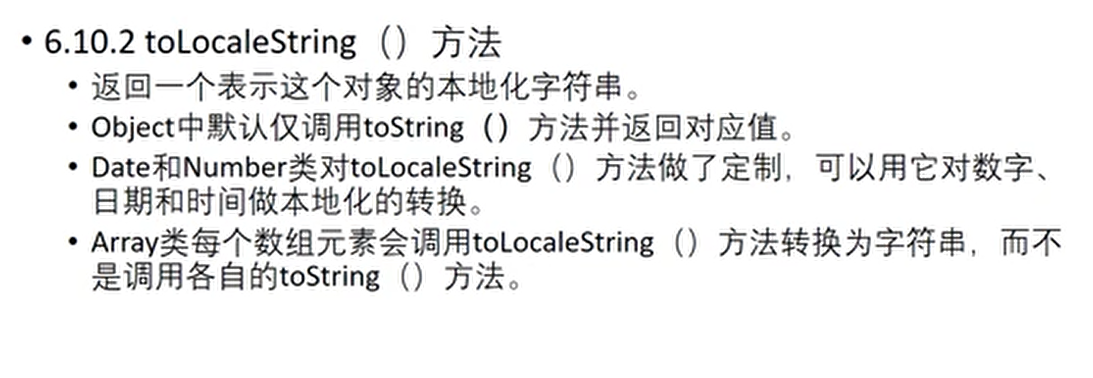 • 6.10.2 toLocaleString（）方法
• 返回一个表示这个对象的本地化字符串。
• Object中默认仅调用toString（）方法并返回对应值。
• Date和Number类对toLocaleString（）方法做了定制，可以用它对数字、
日期和时间做本地化的转换。
• Array类每个数组元素会调用toLocaleString（）方法转换为字符串，而不
是调用各自的toString（）方法。